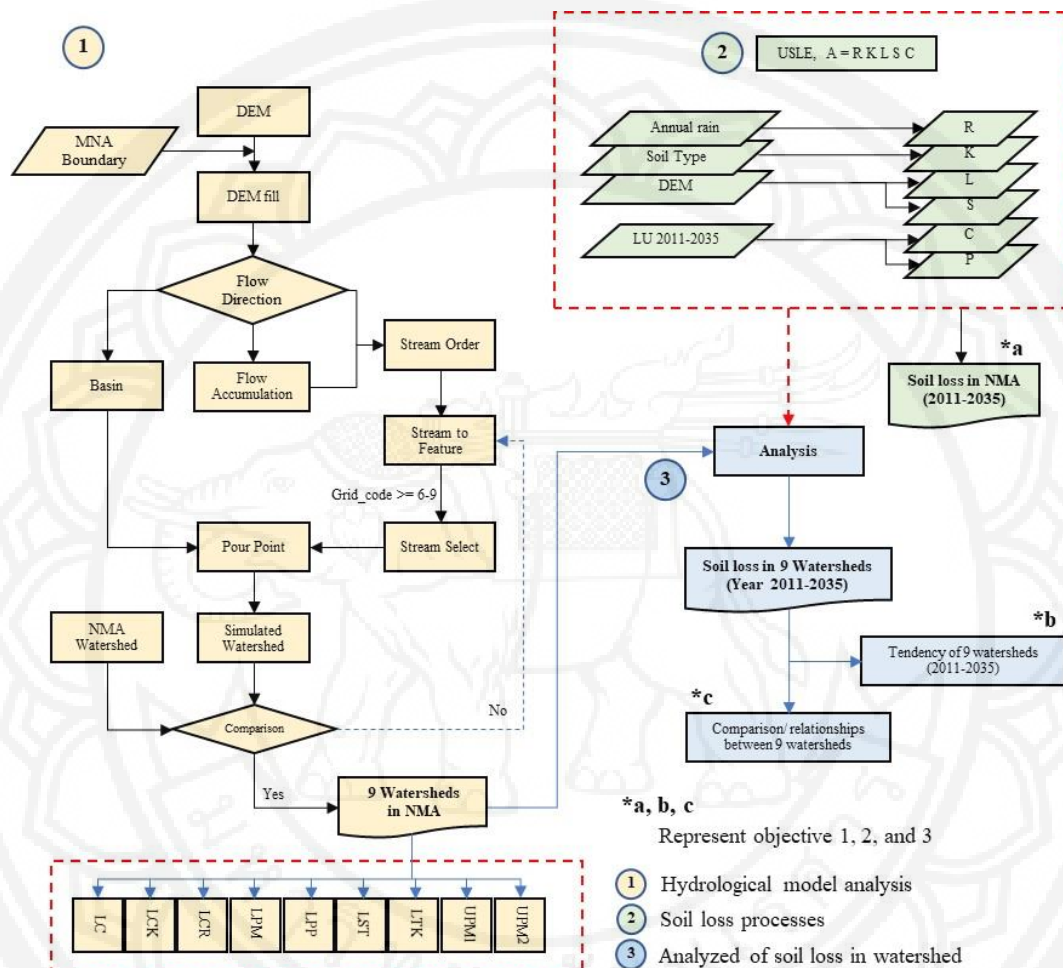 1
DEM
MNA
Boundary
DEM fill
Flow
Direction
Basin
Flow
Accumulation
Stream Order
Stream to
Feature
Grid_code >= 6-9
Pour Point
Stream Select
NMA
Watershed
Simulated
Watershed
Comparison
No
Yes
9 Watersheds
in NMA
LC
LCK
LCR
LPM
LPP
LST
LTK
UPM1
UPM2
2
USLE, A = R K L S C
Annual rain
R
Soil Type
K
DEM
L
S
LU 2011-2035
C
P
*a
Soil loss in NMA
(2011-2035)
3
Analysis
Soil loss in 9 Watersheds
(Year 2011-2035)
*b
Tendency of 9 watersheds
(2011-2035)
*c
Comparison/ relationships
between 9 watersheds
*a, b, c
Represent objective 1, 2, and 3
1 Hydrological model analysis
2 Soil loss processes
3 Analyzed of soil loss in watershed